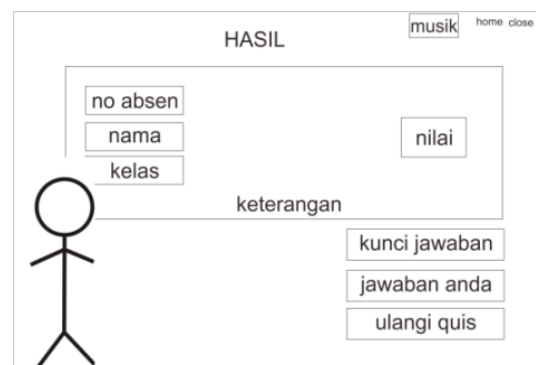 HASIL
musik
home close
no absen
nama
kelas
nilai
keterangan
kunci jawaban
jawaban anda
ulangi quis